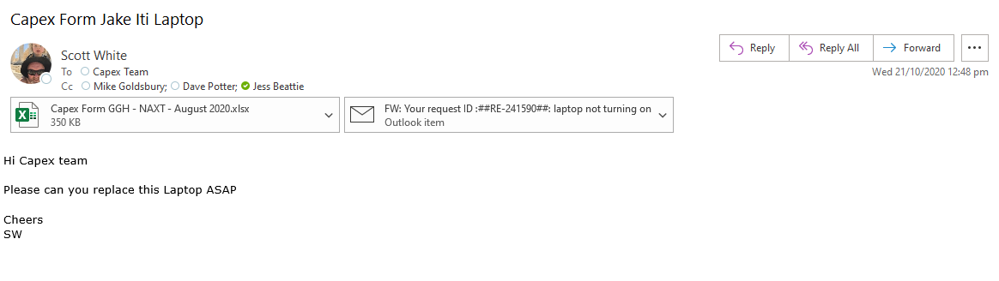 Capex Form Jake Iti Laptop
Scott White
Reply
Reply All
Forward
To Capex Team
Wed 21/10/2020 12:48 pm
Cc Mike Goldsbury; Dave Potter; Jess Beattie
Capex Form GGH - NAXT - August 2020.xlsx
350 KB
FW: Your request ID :##RE-241590##: laptop not turning on
Outlook item
Hi Capex team
Please can you replace this Laptop ASAP
Cheers
SW